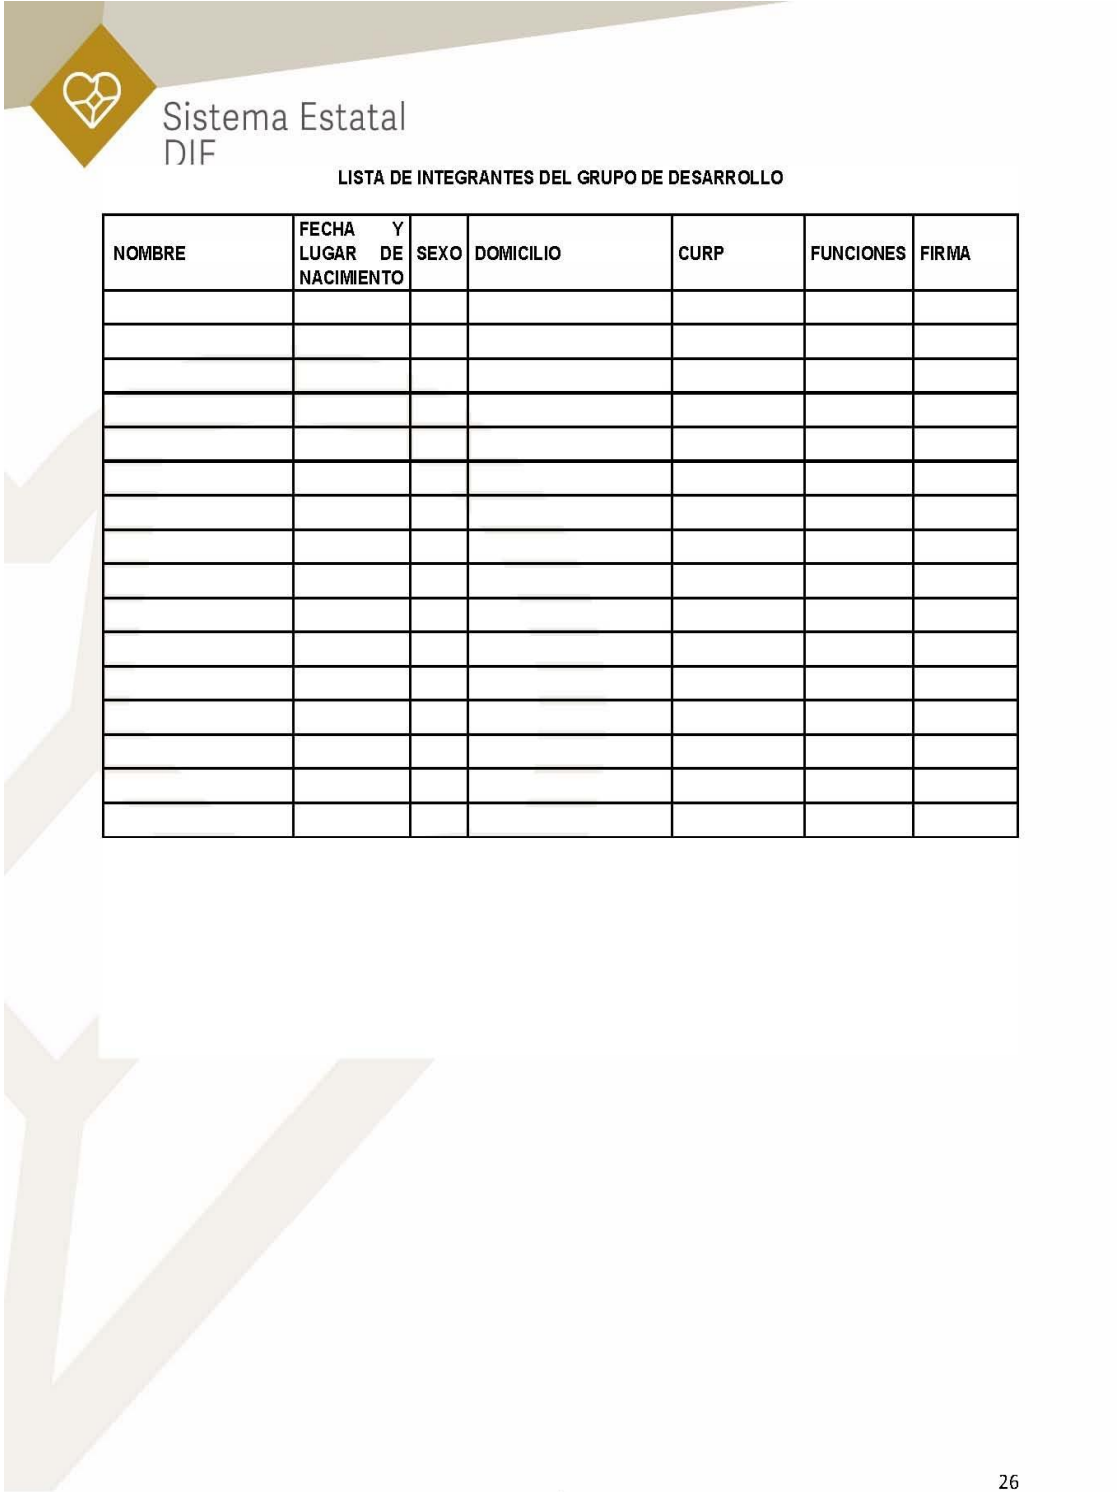 Sistema Estatal
DIF
LISTA DE INTEGRANTES DEL GRUPO DE DESARROLLO
NOMBRE
FECHA Y
LUGAR DE
NACIMIENTO
SEXO
DOMICILIO
CURP
FUNCIONES
FIRMA
26